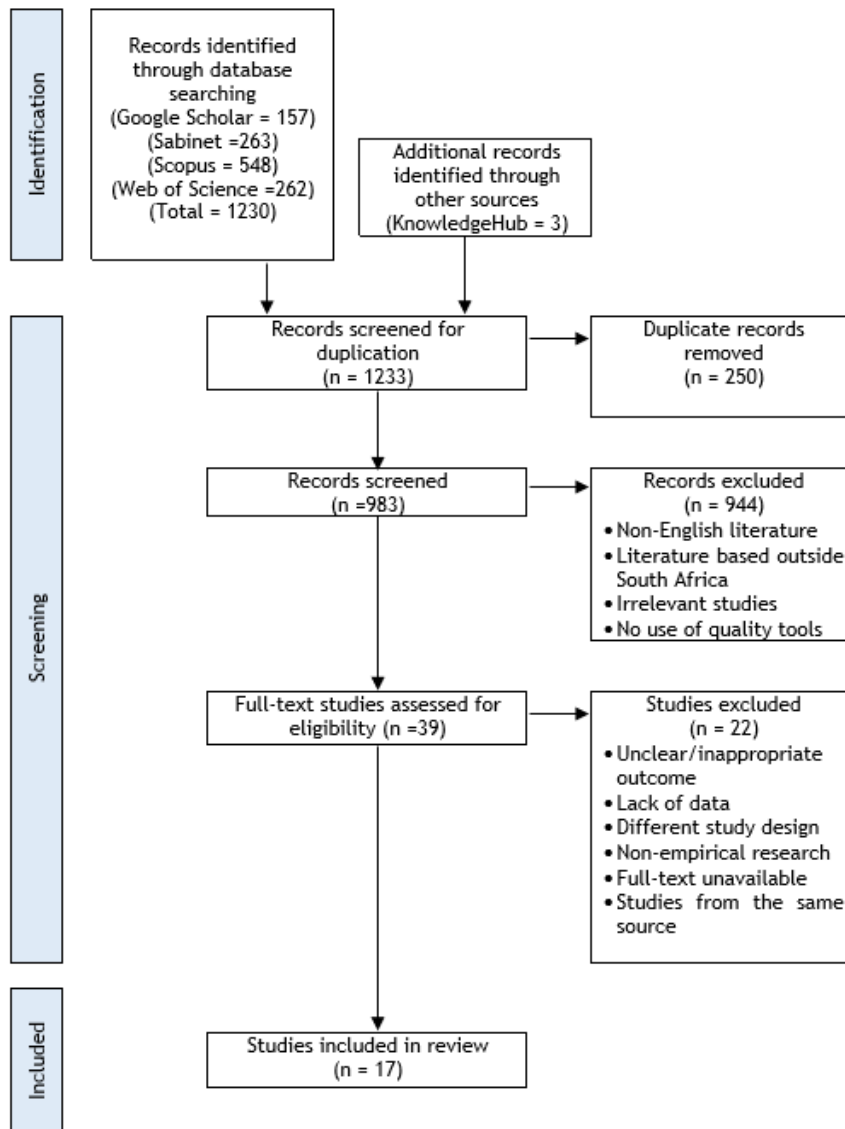 Identification
Records identified
through database
searching
(Google Scholar = 157)
(Sabinet =263)
(Scopus = 548)
(Web of Science =262)
(Total = 1230)
Additional records
identified through
other sources
(KnowledgeHub = 3)
Screening
Records screened for
duplication
(n = 1233)
Duplicate records
removed
(n = 250)
Records screened
(n =983)
Records excluded
(n = 944)
• Non-English literature
• Literature based outside
South Africa
• Irrelevant studies
• No use of quality tools
Full-text studies assessed for
eligibility (n =39)
Studies excluded
(n = 22)
• Unclear/inappropriate
outcome
• Lack of data
• Different study design
• Non-empirical research
• Full-text unavailable
• Studies from the same
source
Included
Studies included in review
(n = 17)